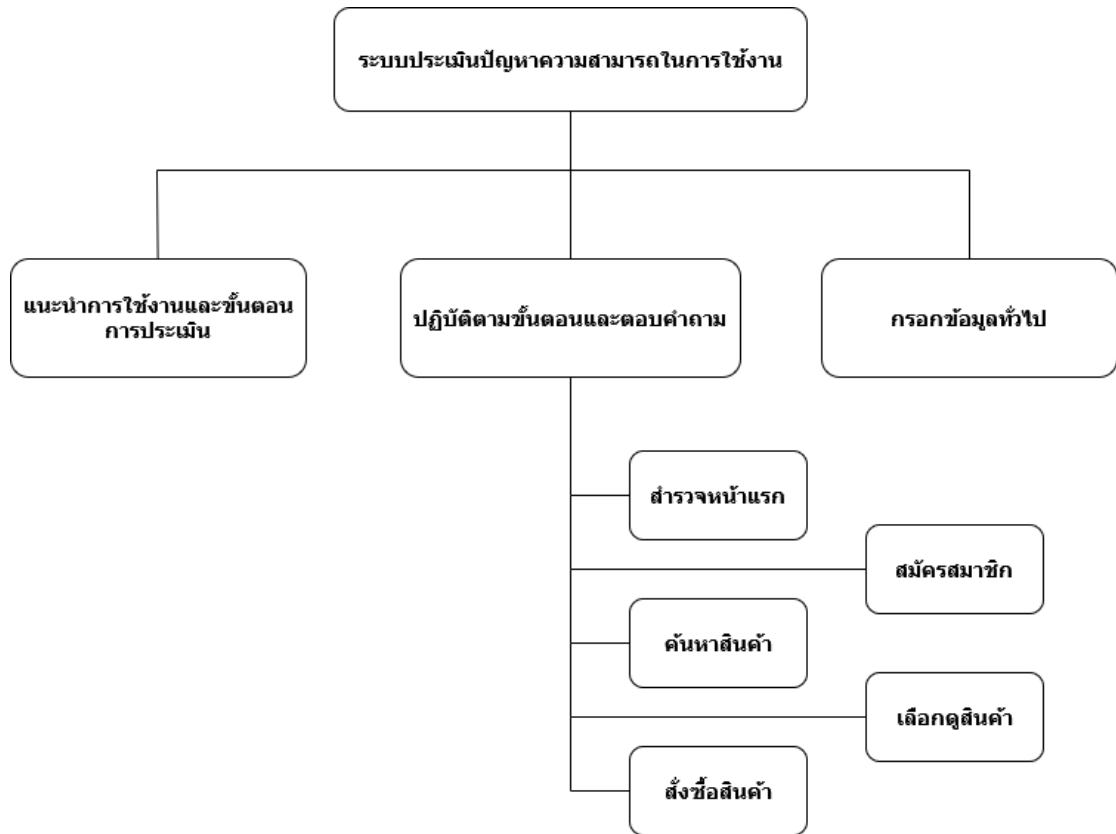 ระบบประเมินปัญหาความสามารถในการใช้งาน
แนะนำการใช้งานและขั้นตอน
การประเมิน
ปฏิบัติตามขั้นตอนและตอบคำถาม
กรอกข้อมูลทั่วไป
สำรวจหน้าแรก
สมัครสมาชิก
ค้นหาสินค้า
เลือกดูสินค้า
สั่งซื้อสินค้า